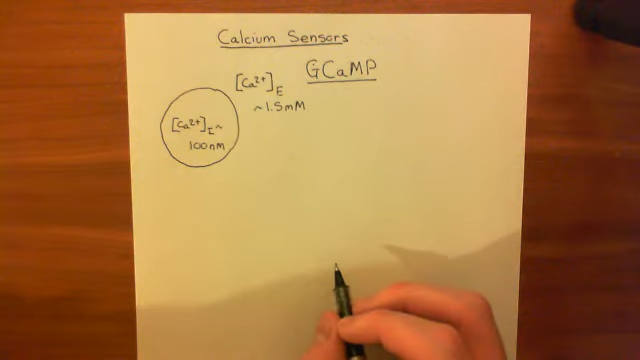 Calcium Sensors
[Ca²⁺]E
GCaMP
~1.5mM
[Ca²⁺]E~
100nM